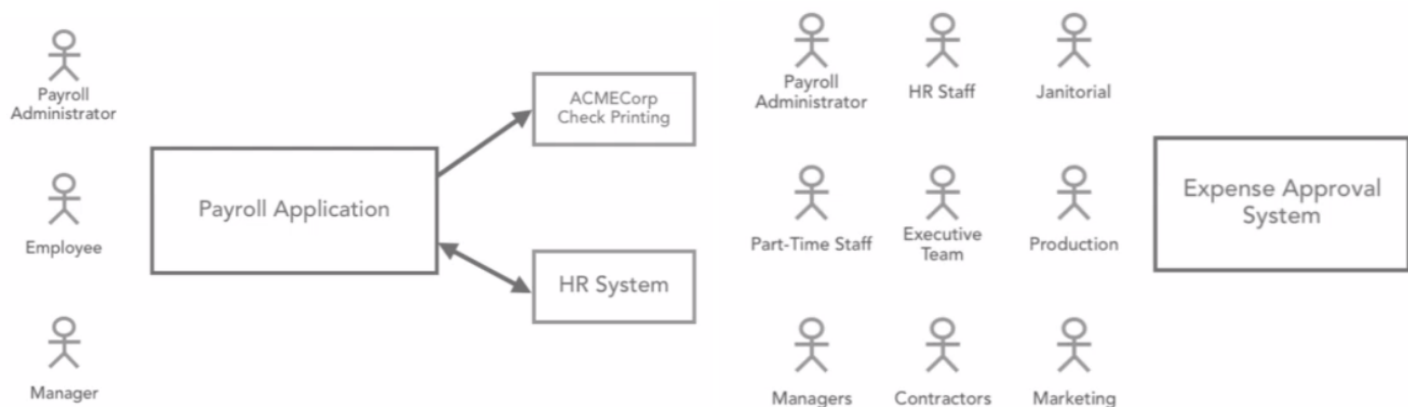 Payroll
Administrator
Employee
Manager
Payroll Application
ACMECorp
Check Printing
HR System
Payroll
Administrator
HR Staff
Janitorial
Part-Time Staff
Executive
Team
Production
Managers
Contractors
Marketing
Expense Approval
System